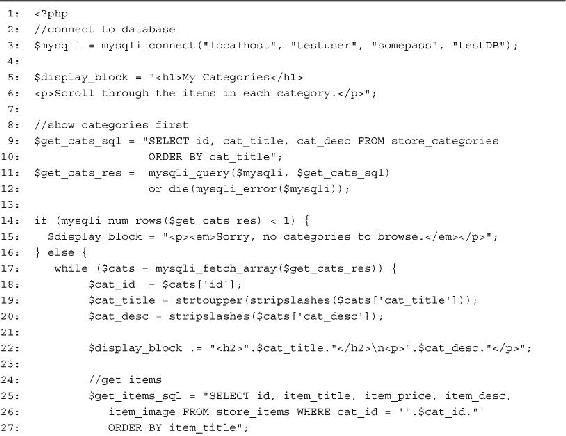 1: <?php
2: //connect to database
3: $mysqli = mysqli_connect("localhost", "testuser", "somepass", "testDB");
4:
5: $display_block = "<h1>My Categories</h1>
6: <p>Scroll through the items in each category.</p>";
7:
8: //show categories first
9: $get_cats_sql = "SELECT id, cat_title, cat_desc FROM store_categories
10: ORDER BY cat_title";
11: $get_cats_res = mysqli_query($mysqli, $get_cats_sql)
12: or die(mysqli_error($mysqli));
13:
14: if (mysqli_num_rows($get_cats_res) < 1) {
15: $display_block = "<p><em>Sorry, no categories to browse.</em></p>";
16: } else {
17: while ($cats = mysqli_fetch_array($get_cats_res)) {
18: $cat_id = $cats['id'];
19: $cat_title = strtoupper(stripslashes($cats['cat_title']));
20: $cat_desc = stripslashes($cats['cat_desc']);
21:
22: $display_block .= "<h2>".$cat_title."</h2>\n<p>".$cat_desc."</p>";
23:
24: //get items
25: $get_items_sql = "SELECT id, item_title, item_price, item_desc,
26: item_image FROM store_items WHERE cat_id = '".$cat_id."
27: ORDER BY item_title";